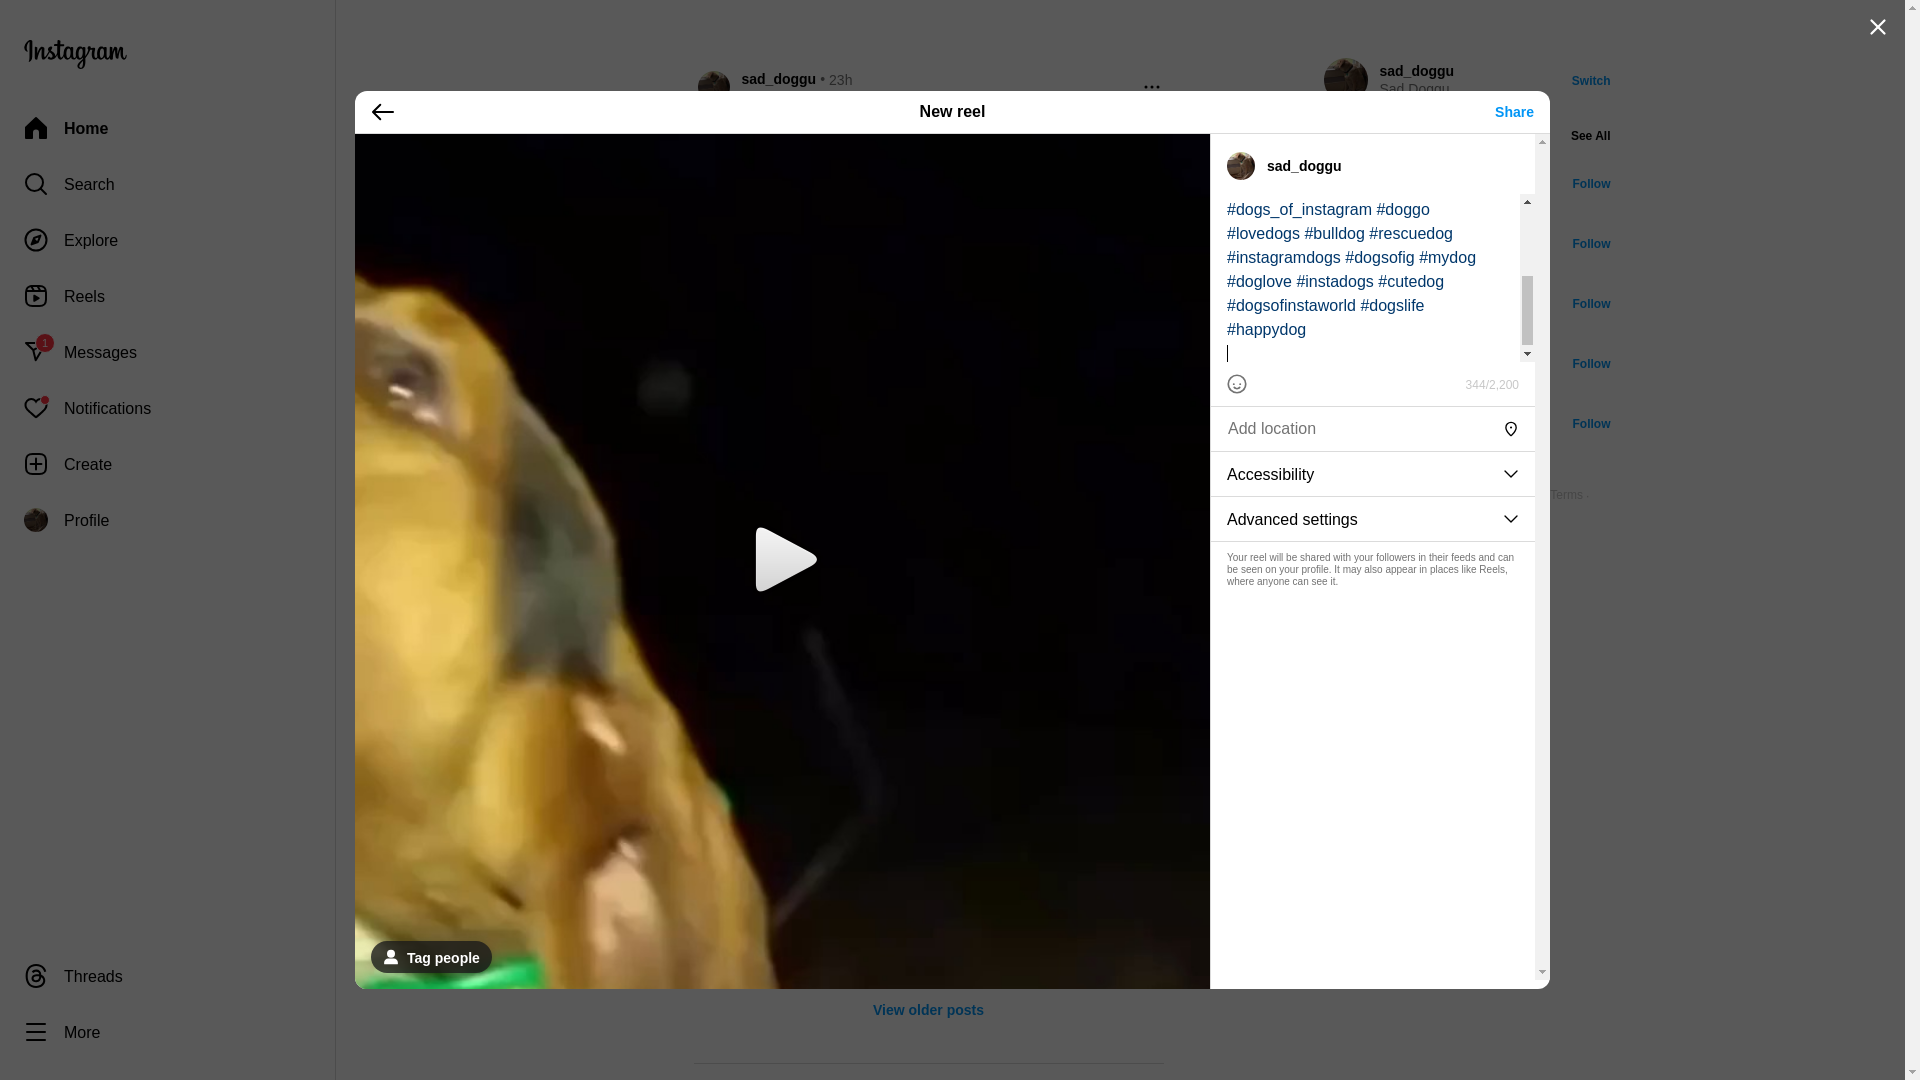 Instagram
Home
Search
Explore
Reels
1
Messages
Notifications
Create
Profile
Threads
More
sad_doggu • 23h
sad_doggu
Sad Doggu
Switch
See All
Follow
Follow
Follow
Follow
Follow
Terms ·
New reel
Share
sad_doggu
#dogs_of_instagram #doggo
#lovedogs #bulldog #rescuedog
#instagramdogs #dogsofig #mydog
#doglove #instadogs #cutedog
#dogsofinstaworld #dogslife
#happydog
344/2,200
Add location
Accessibility
Advanced settings
Your reel will be shared with your followers in their feeds and can
be seen on your profile. It may also appear in places like Reels,
where anyone can see it.
Tag people
View older posts